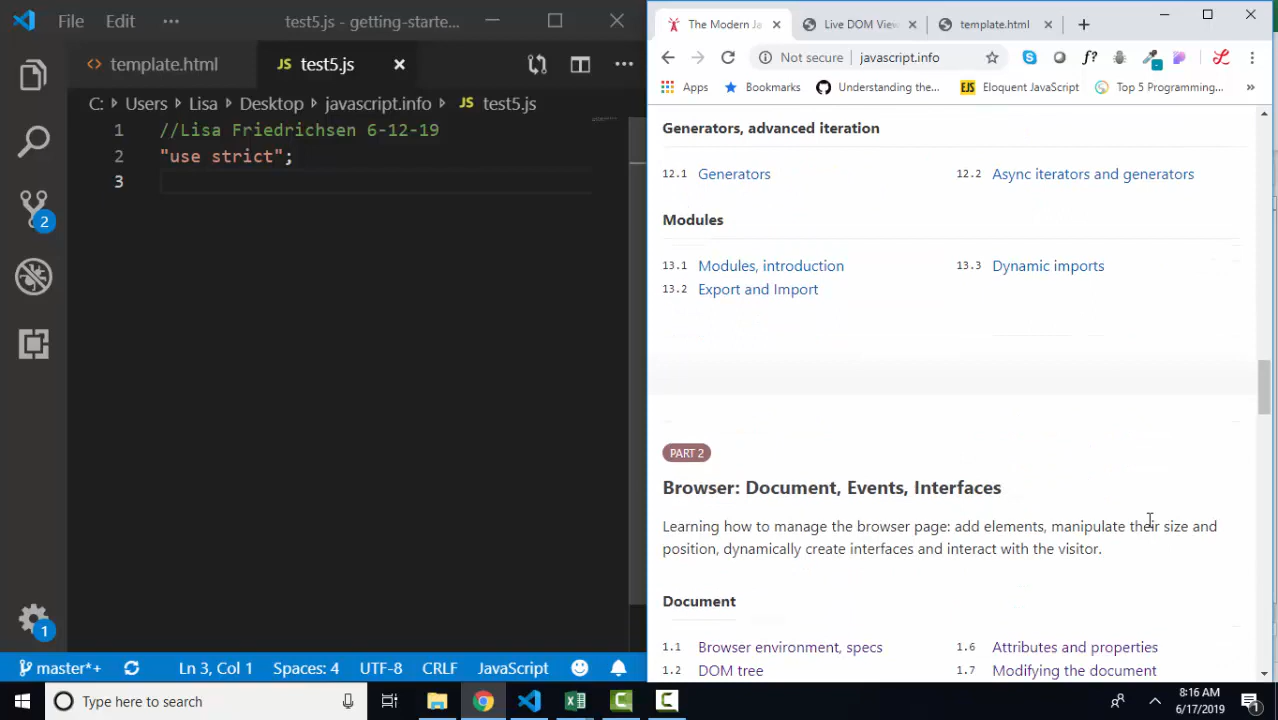 File
Edit
···
test5.js - getting-starte...
template.html
JS test5.js
C: Users Lisa Desktop javascript.info JS test5.js
1 //Lisa Friedrichsen 6-12-19
2 "use strict";
3
2
1
master*+
Ln 3, Col 1
Spaces: 4
UTF-8
CRLF
JavaScript
The Modern Ja
Live DOM View
template.html
Not secure
javascript.info
f?
Apps
Bookmarks
Understanding the...
EJS Eloquent JavaScript
Top 5 Programming...
»
Generators, advanced iteration
12.1 Generators
12.2 Async iterators and generators
Modules
13.1 Modules, introduction
13.3 Dynamic imports
13.2 Export and Import
PART 2
Browser: Document, Events, Interfaces
Learning how to manage the browser page: add elements, manipulate their size and
position, dynamically create interfaces and interact with the visitor.
Document
1.1 Browser environment, specs
1.6 Attributes and properties
1.2 DOM tree
1.7 Modifying the document
Type here to search
8:16 AM
6/17/2019
1